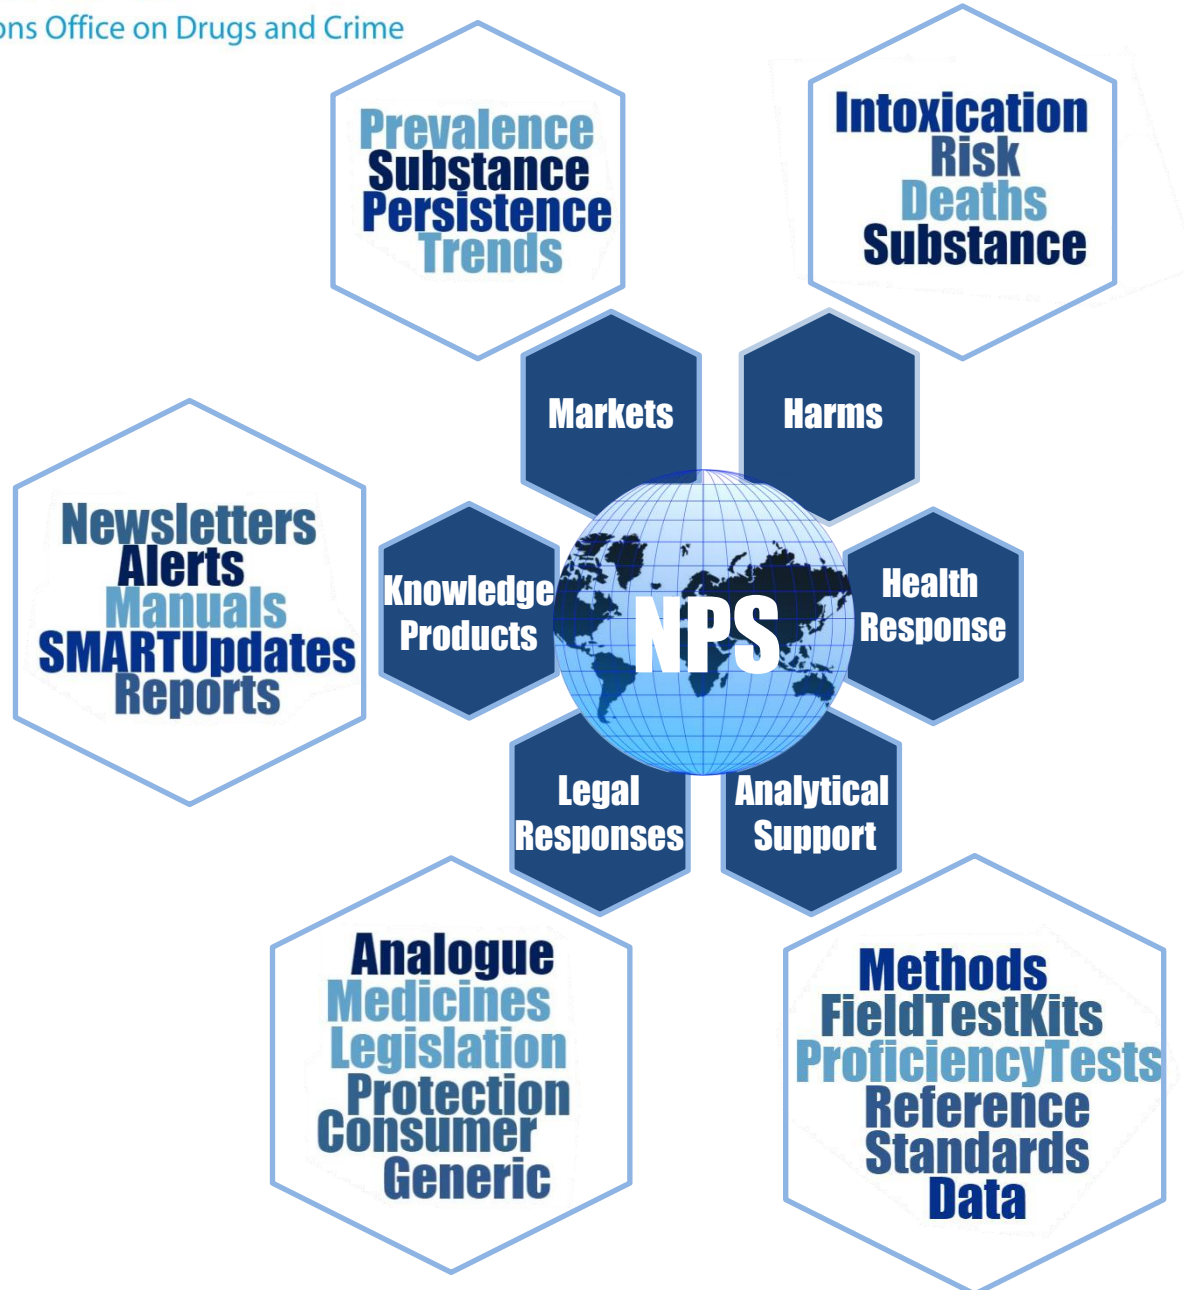 ons Office on Drugs and Crime
Prevalence
Substance
Persistence
Trends
Intoxication
Risk
Deaths
Substance
Markets
Harms
Newsletters
Alerts
Manuals
SMARTUpdates
Reports
Knowledge
Products
NPS
Health
Response
Legal
Responses
Analytical
Support
Analogue
Medicines
Legislation
Protection
Consumer
Generic
Methods
FieldTestKits
ProficiencyTests
Reference
Standards
Data